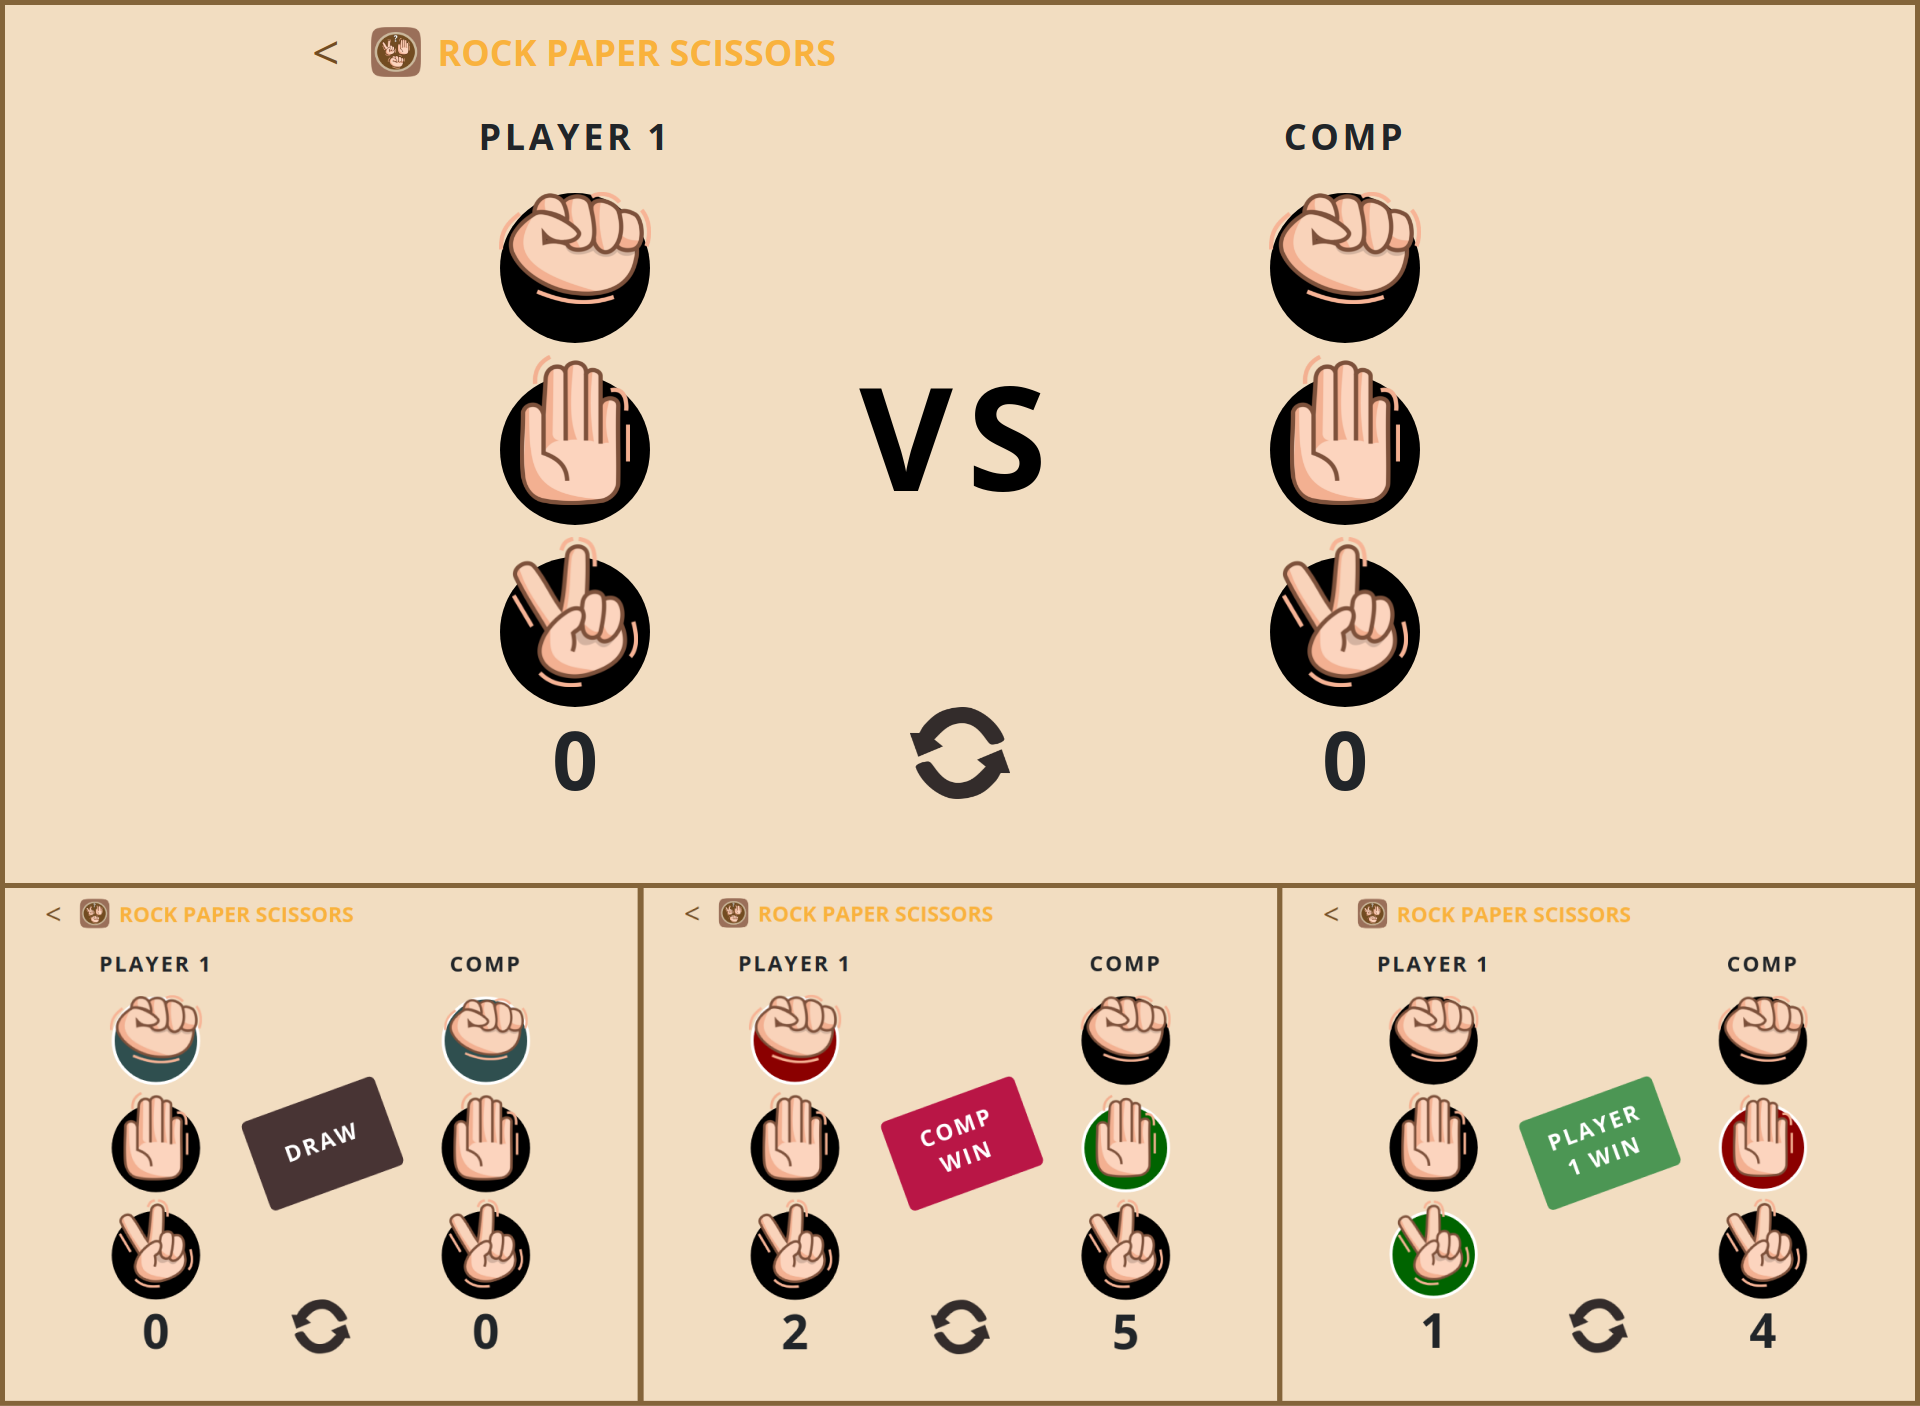 < ROCK PAPER SCISSORS
PLAYER 1
COMP
VS
0
0
< ROCK PAPER SCISSORS
PLAYER 1
COMP
DRAW
0
0
< ROCK PAPER SCISSORS
PLAYER 1
COMP
COMP
WIN
2
5
< ROCK PAPER SCISSORS
PLAYER 1
COMP
PLAYER
1 WIN
1
4